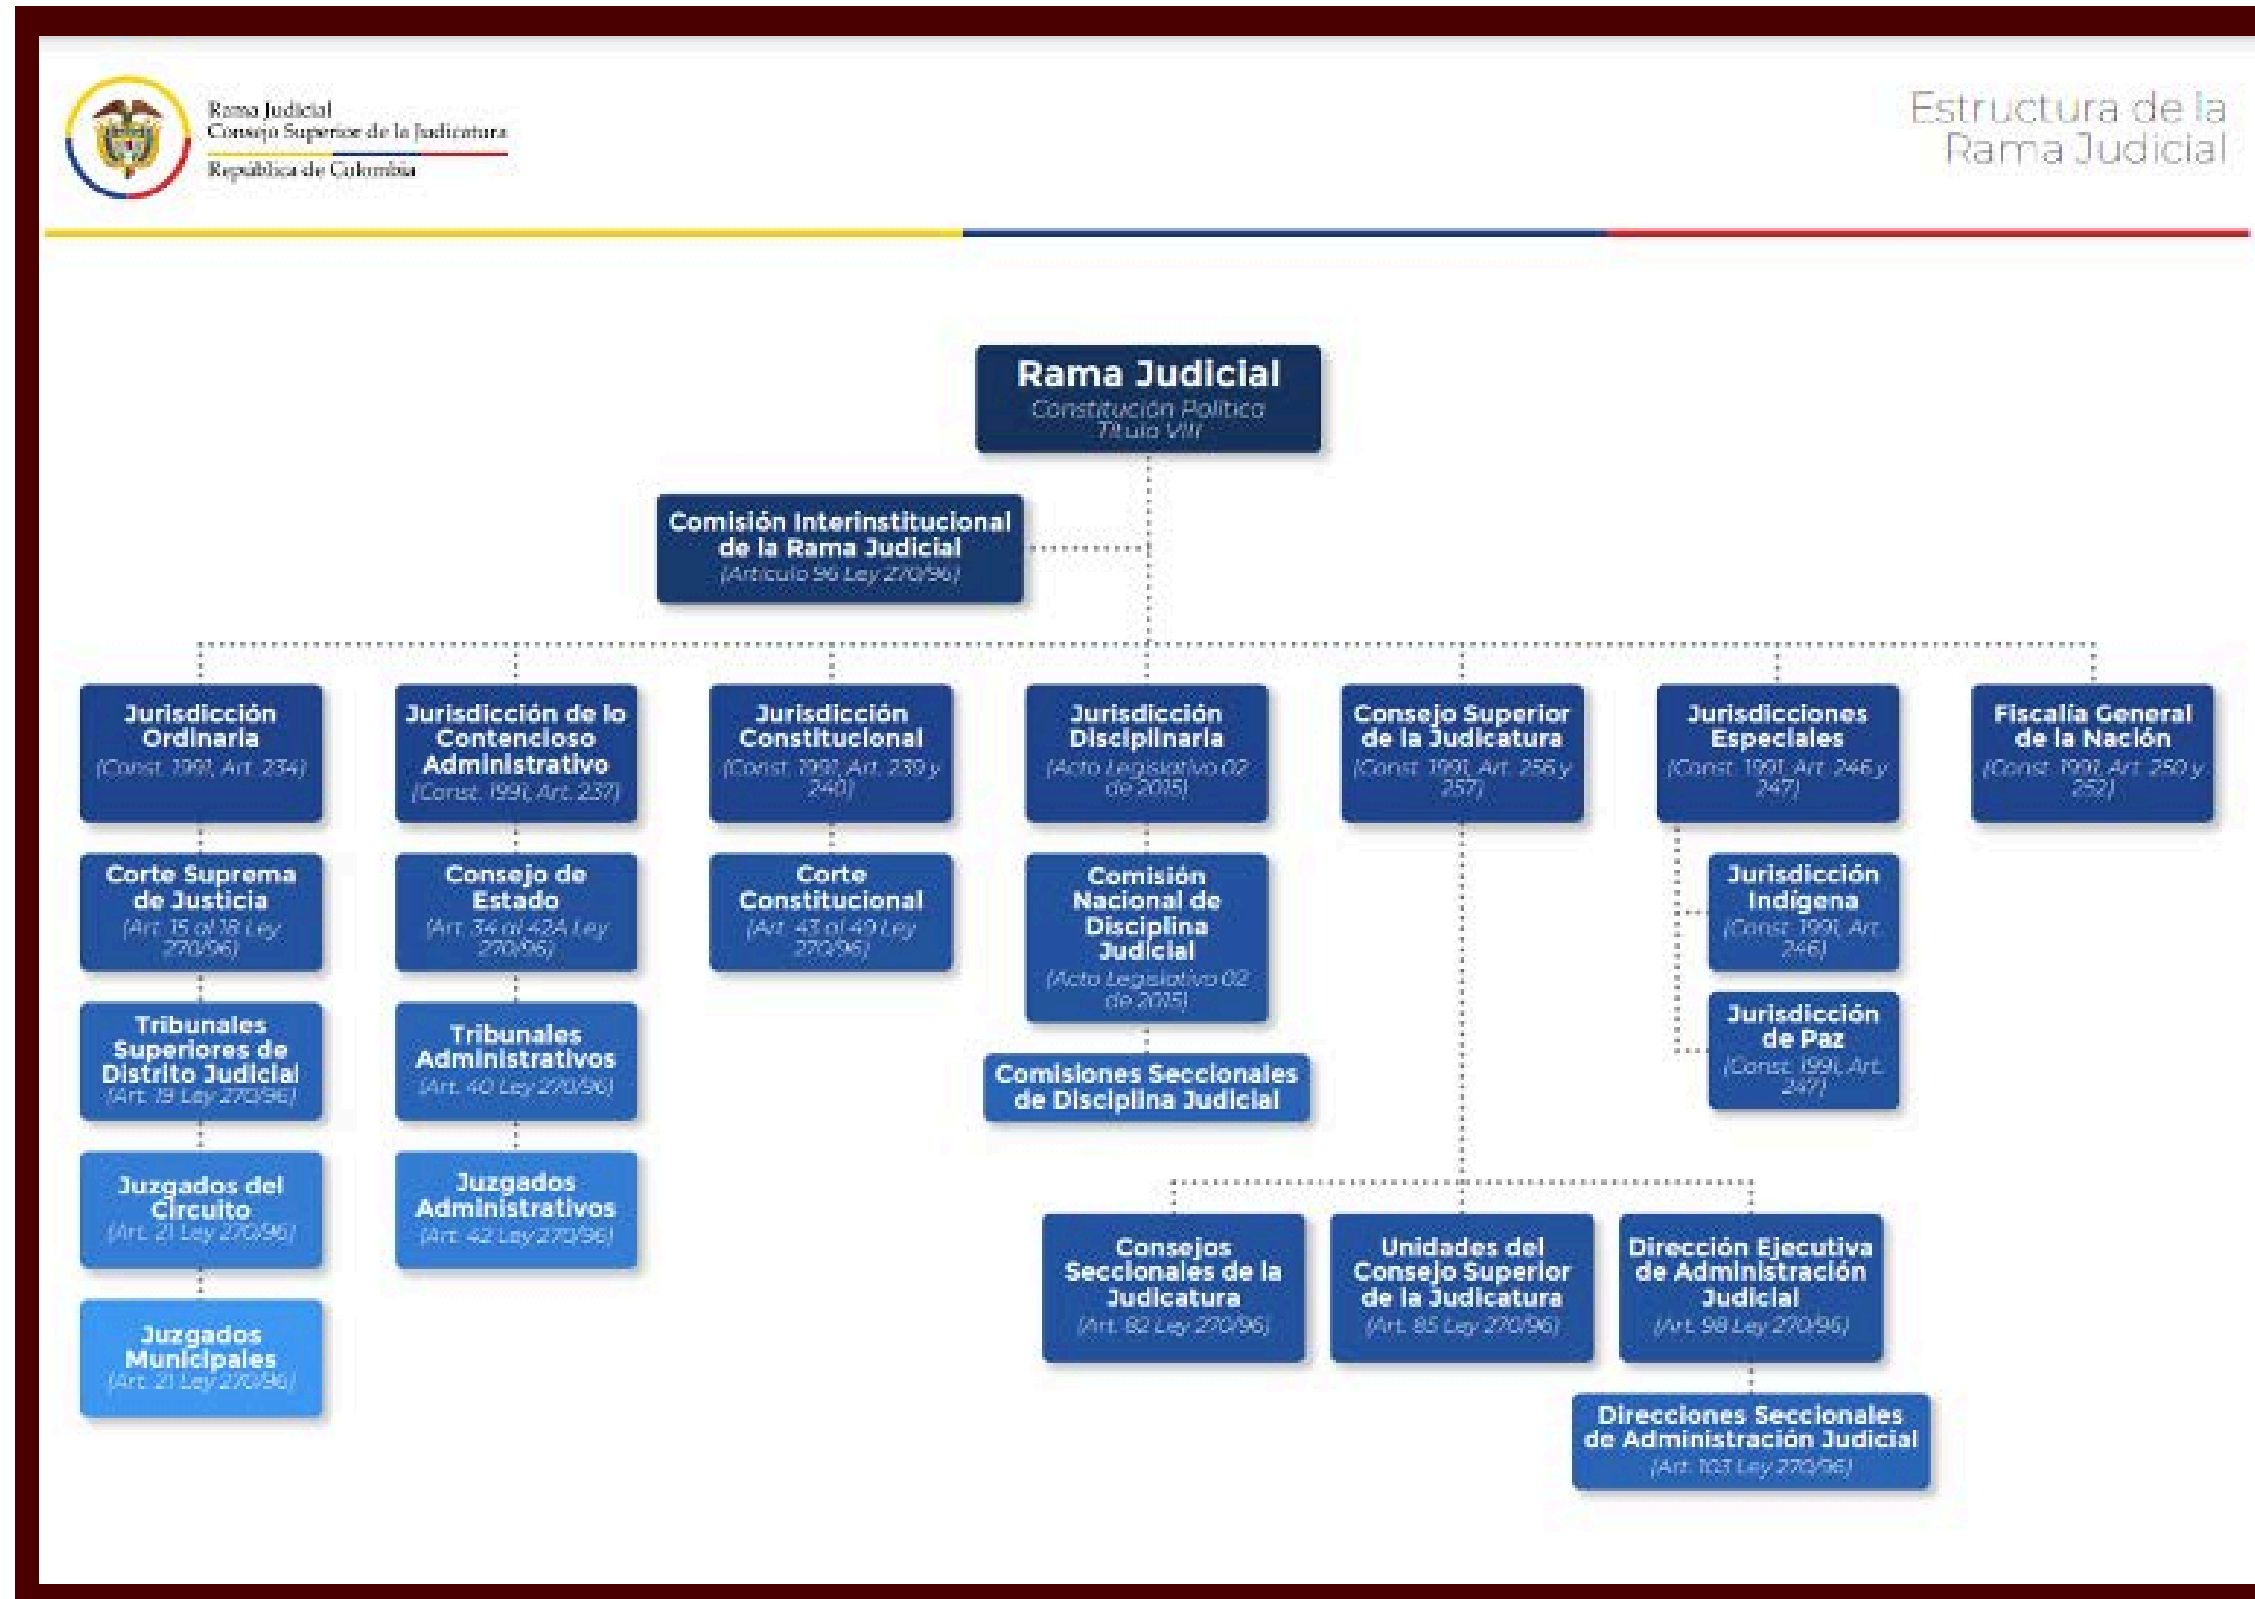 Rama Judicial
Consejo Superior de la Judicatura
República de Colombia
Estructura de la
Rama Judicial
Rama Judicial
Constitución Política
Título VIII
Comisión Interinstitucional
de la Rama Judicial
(Artículo 96 Ley 270/96)
Jurisdicción
Ordinaria
(Const. 1991, Art. 234)
Jurisdicción de lo
Contencioso
Administrativo
(Const. 1991, Art. 237)
Jurisdicción
Constitucional
(Const. 1991, Art. 239 y
240)
Jurisdicción
Disciplinaria
(Acto Legislativo 02
de 2015)
Consejo Superior
de la Judicatura
(Const. 1991, Art. 256 y
257)
Jurisdicciones
Especiales
(Const. 1991, Art. 246 y
247)
Fiscalía General
de la Nación
(Const. 1991, Art. 250 y
252)
Corte Suprema
de Justicia
(Art. 15 al 18 Ley
270/96)
Consejo de
Estado
(Art. 34 al 42A Ley
270/96)
Corte
Constitucional
(Art. 43 al 49 Ley
270/96)
Comisión
Nacional de
Disciplina
Judicial
(Acto Legislativo 02
de 2015)
Jurisdicción
Indígena
(Const. 1991, Art.
246)
Tribunales
Superiores de
Distrito Judicial
(Art. 19 Ley 270/96)
Tribunales
Administrativos
(Art. 40 Ley 270/96)
Comisiones Seccionales
de Disciplina Judicial
Jurisdicción
de Paz
(Const. 1991, Art.
247)
Juzgados del
Circuito
(Art. 21 Ley 270/96)
Juzgados
Administrativos
(Art. 42 Ley 270/96)
Consejos
Seccionales de la
Judicatura
(Art. 82 Ley 270/96)
Unidades del
Consejo Superior
de la Judicatura
(Art. 85 Ley 270/96)
Dirección Ejecutiva
de Administración
Judicial
(Art. 98 Ley 270/96)
Juzgados
Municipales
(Art. 21 Ley 270/96)
Direcciones Seccionales
de Administración Judicial
(Art. 103 Ley 270/96)